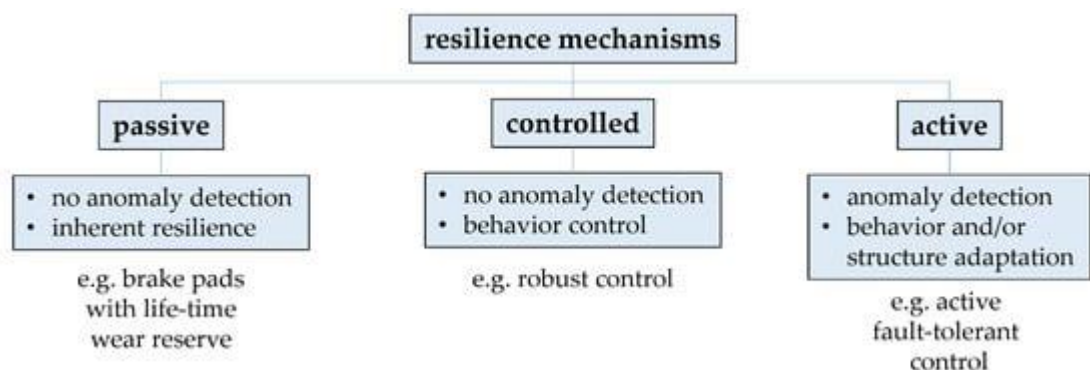 resilience mechanisms
passive
• no anomaly detection
• inherent resilience
e.g. brake pads
with life-time
wear reserve
controlled
• no anomaly detection
• behavior control
e.g. robust control
active
• anomaly detection
• behavior and/or
structure adaptation
e.g. active
fault-tolerant
control